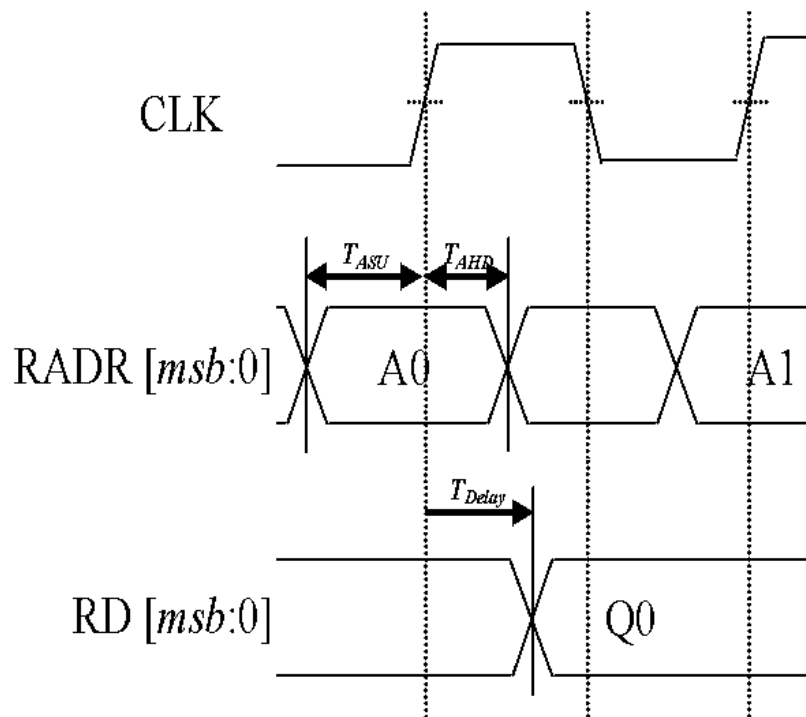 CLK
T_ASU T_AHD
RADR [msb:0] A0 A1
T_Delay
RD [msb:0] Q0